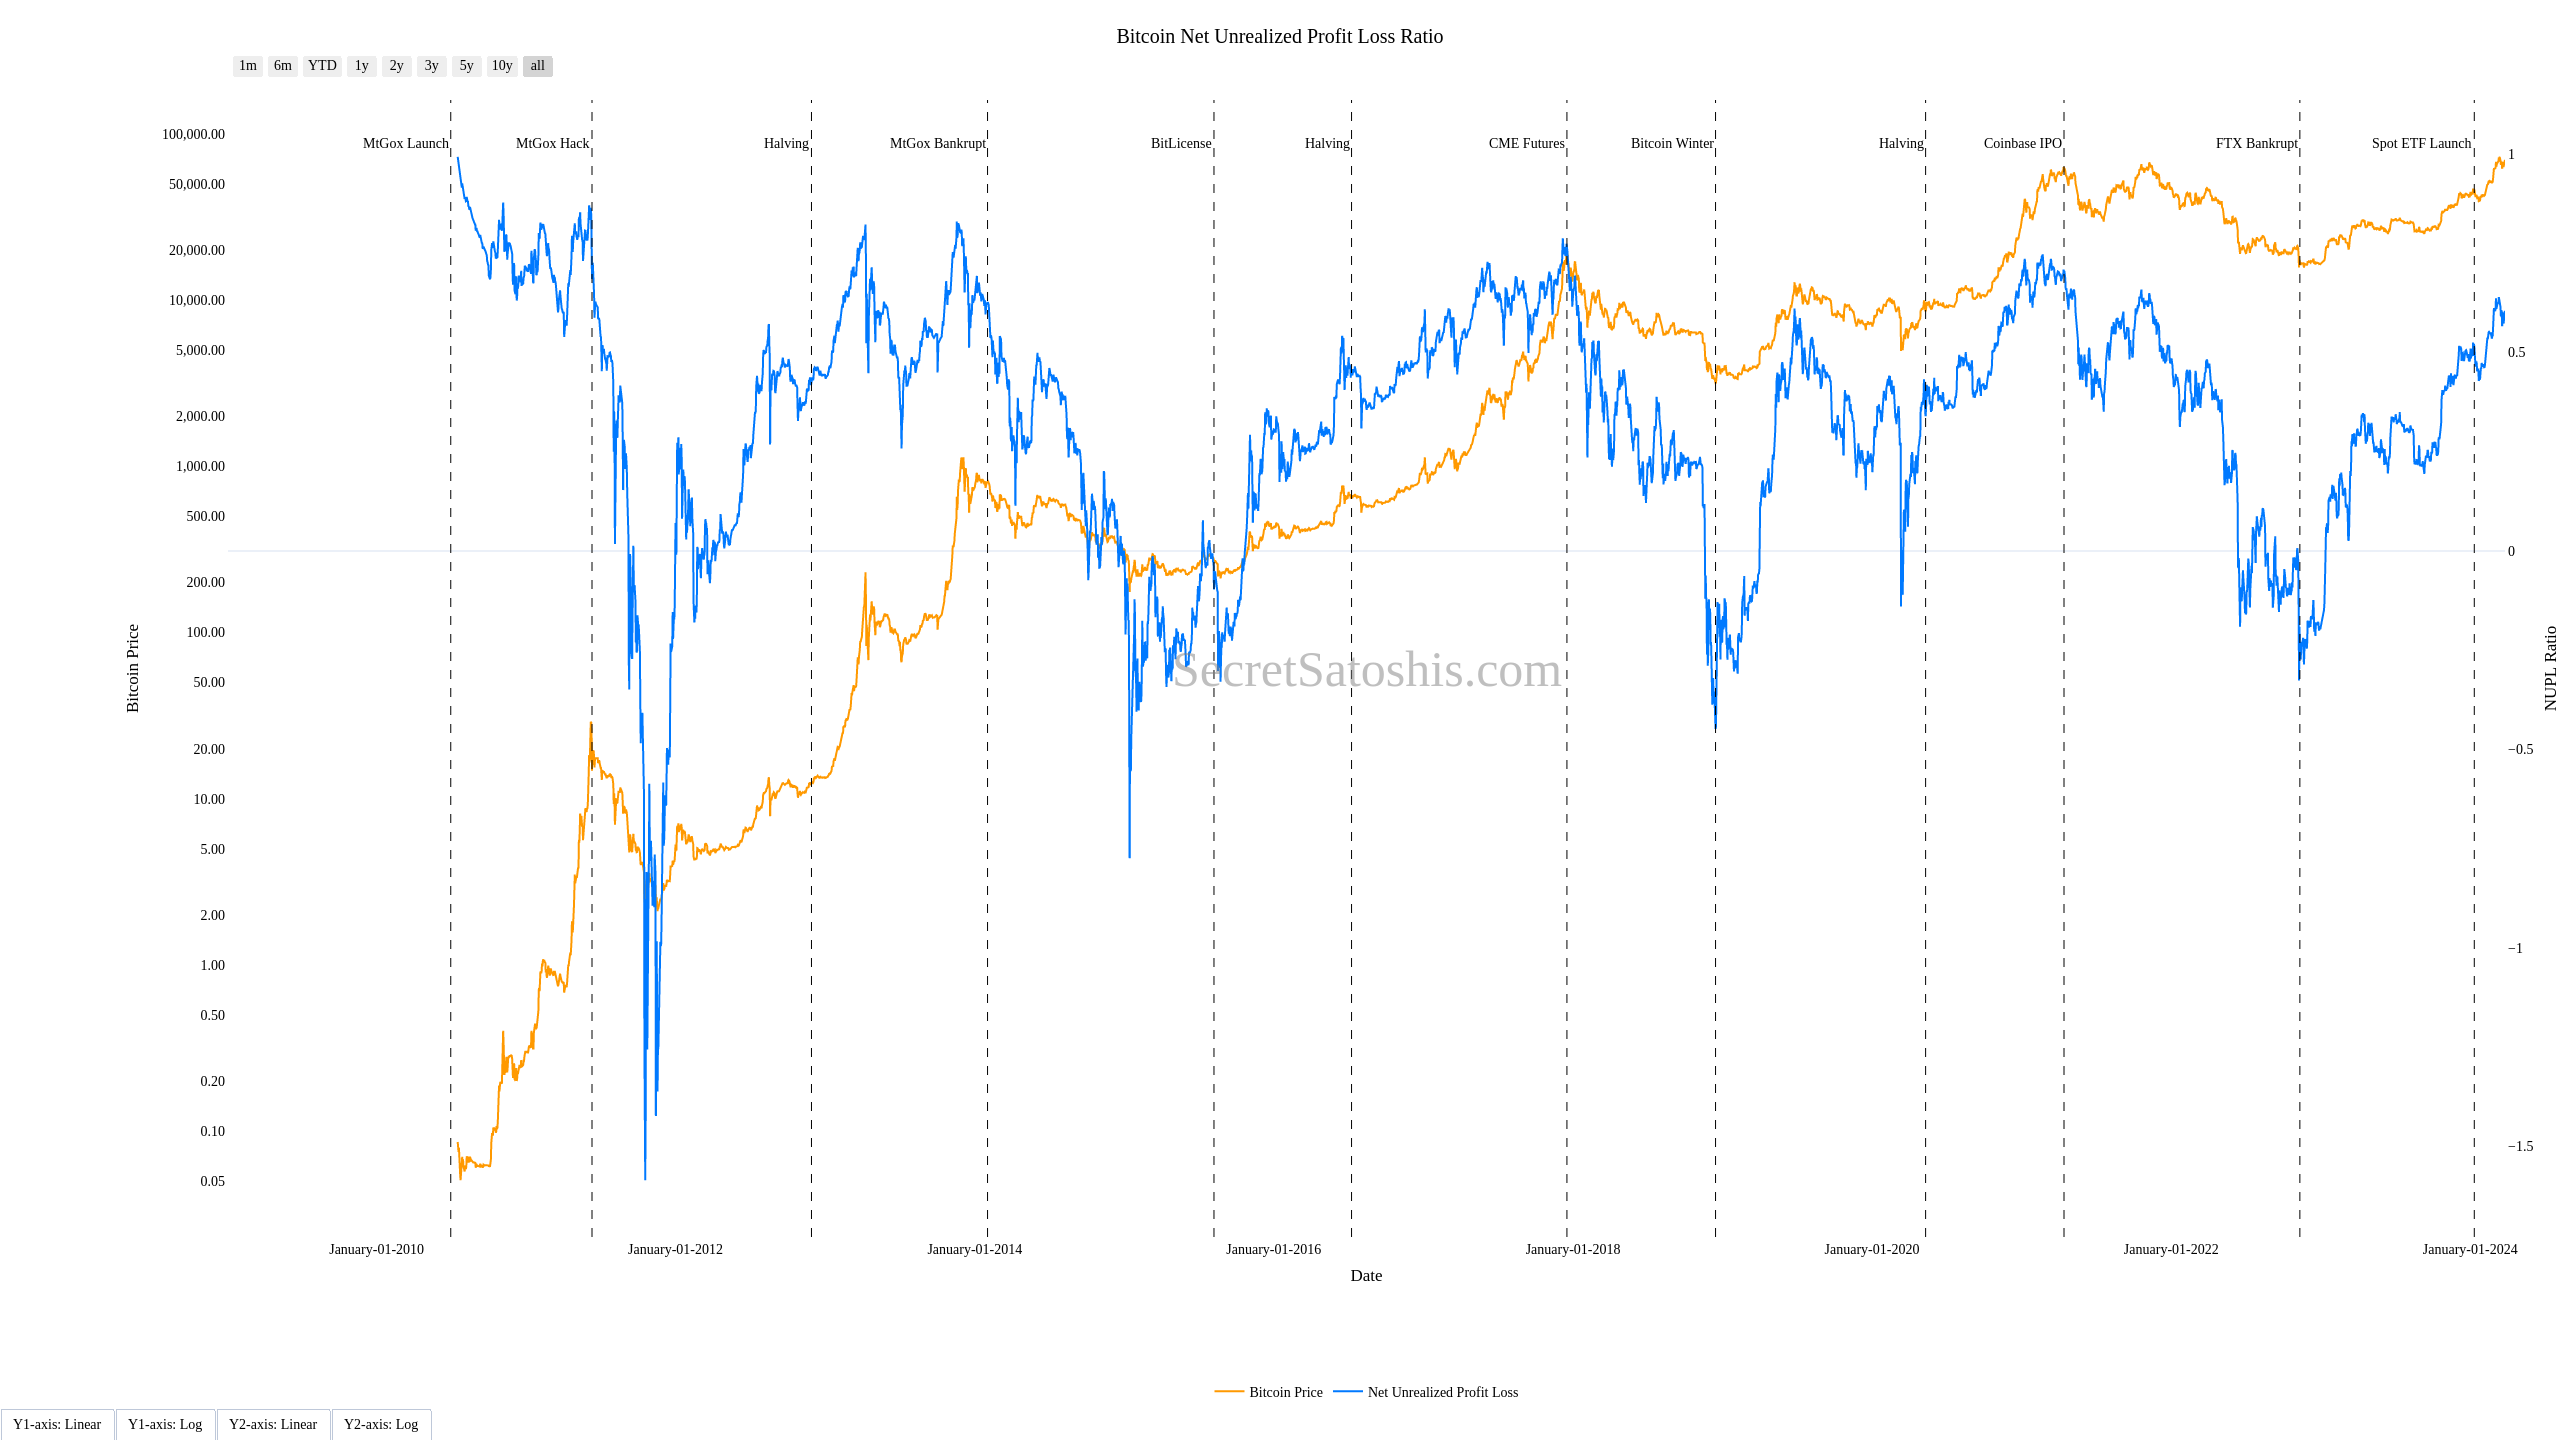 Bitcoin Net Unrealized Profit Loss Ratio
1m 6m YTD 1y 2y 3y 5y 10y all
MtGox Launch MtGox Hack Halving MtGox Bankrupt BitLicense Halving CME Futures Bitcoin Winter Halving Coinbase IPO FTX Bankrupt Spot ETF Launch
100,000.00
50,000.00
20,000.00
10,000.00
5,000.00
2,000.00
1,000.00
500.00
200.00
100.00
50.00
20.00
10.00
5.00
2.00
1.00
0.50
0.20
0.10
0.05
Bitcoin Price
SecretSatoshis.com
1
0.5
0
−0.5
−1
−1.5
NUPL Ratio
January-01-2010 January-01-2012 January-01-2014 January-01-2016 January-01-2018 January-01-2020 January-01-2022 January-01-2024
Date
Bitcoin Price Net Unrealized Profit Loss
Y1-axis: Linear Y1-axis: Log Y2-axis: Linear Y2-axis: Log